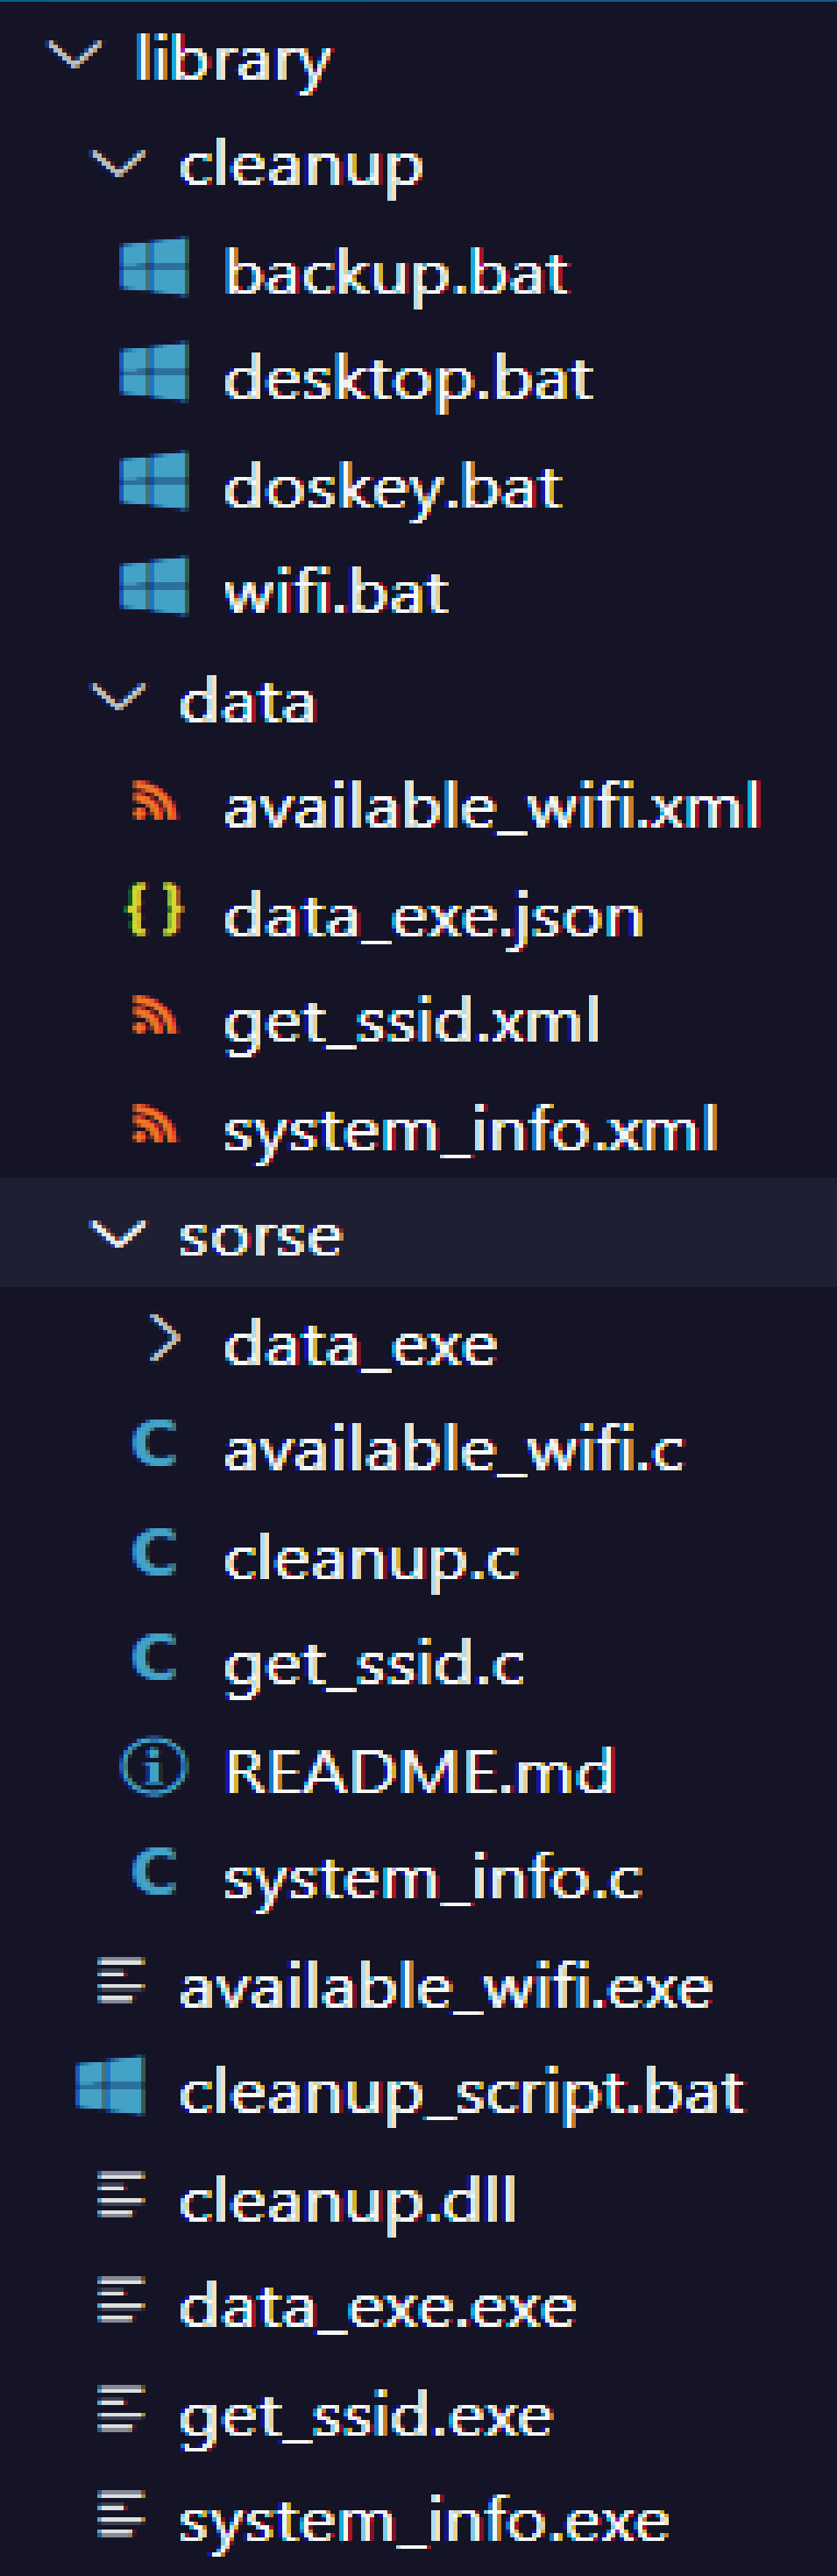 library
cleanup
backup.bat
desktop.bat
doskey.bat
wifi.bat
data
available_wifi.xml
data_exe.json
get_ssid.xml
system_info.xml
sorse
data_exe
available_wifi.c
cleanup.c
get_ssid.c
README.md
system_info.c
available_wifi.exe
cleanup_script.bat
cleanup.dll
data_exe.exe
get_ssid.exe
system_info.exe